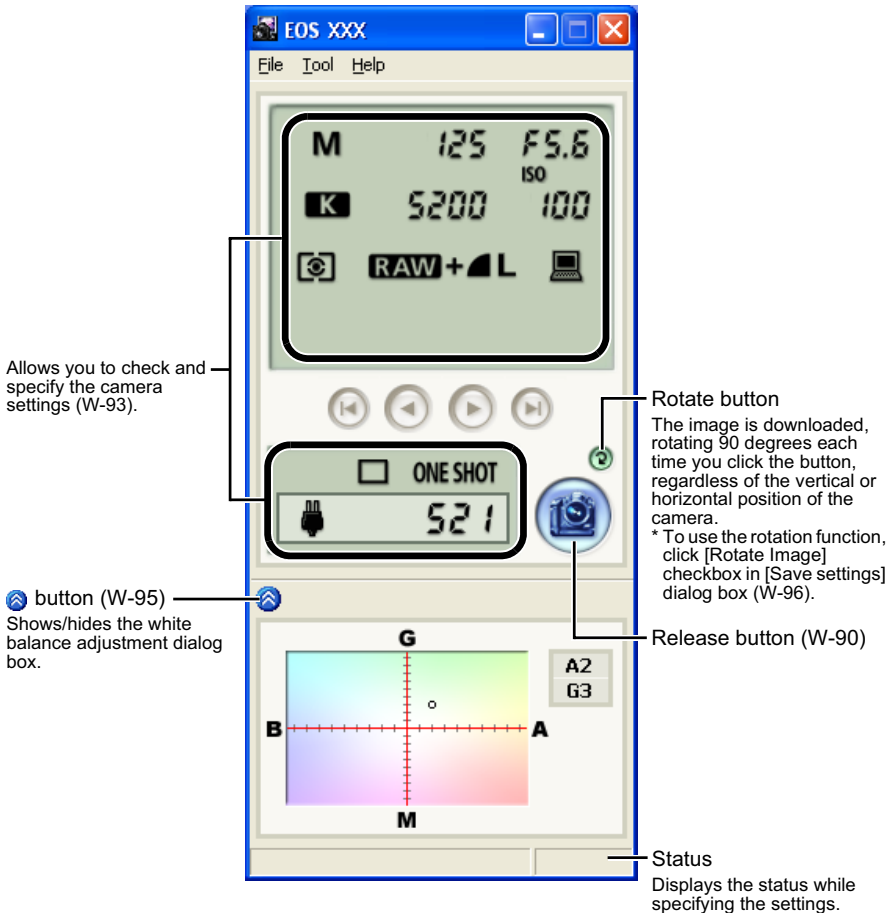 EOS XXX
File Tool Help
M 125 F5.6
ISO
K 5200 100
RAW + L
Allows you to check and
specify the camera
settings (W-93).
ONE SHOT
521
Rotate button
The image is downloaded,
rotating 90 degrees each
time you click the button,
regardless of the vertical or
horizontal position of the
camera.
* To use the rotation function,
click [Rotate Image]
checkbox in [Save settings]
dialog box (W-96).
button (W-95)
Shows/hides the white
balance adjustment dialog
box.
Release button (W-90)
G
A2
G3
B
A
M
Status
Displays the status while
specifying the settings.